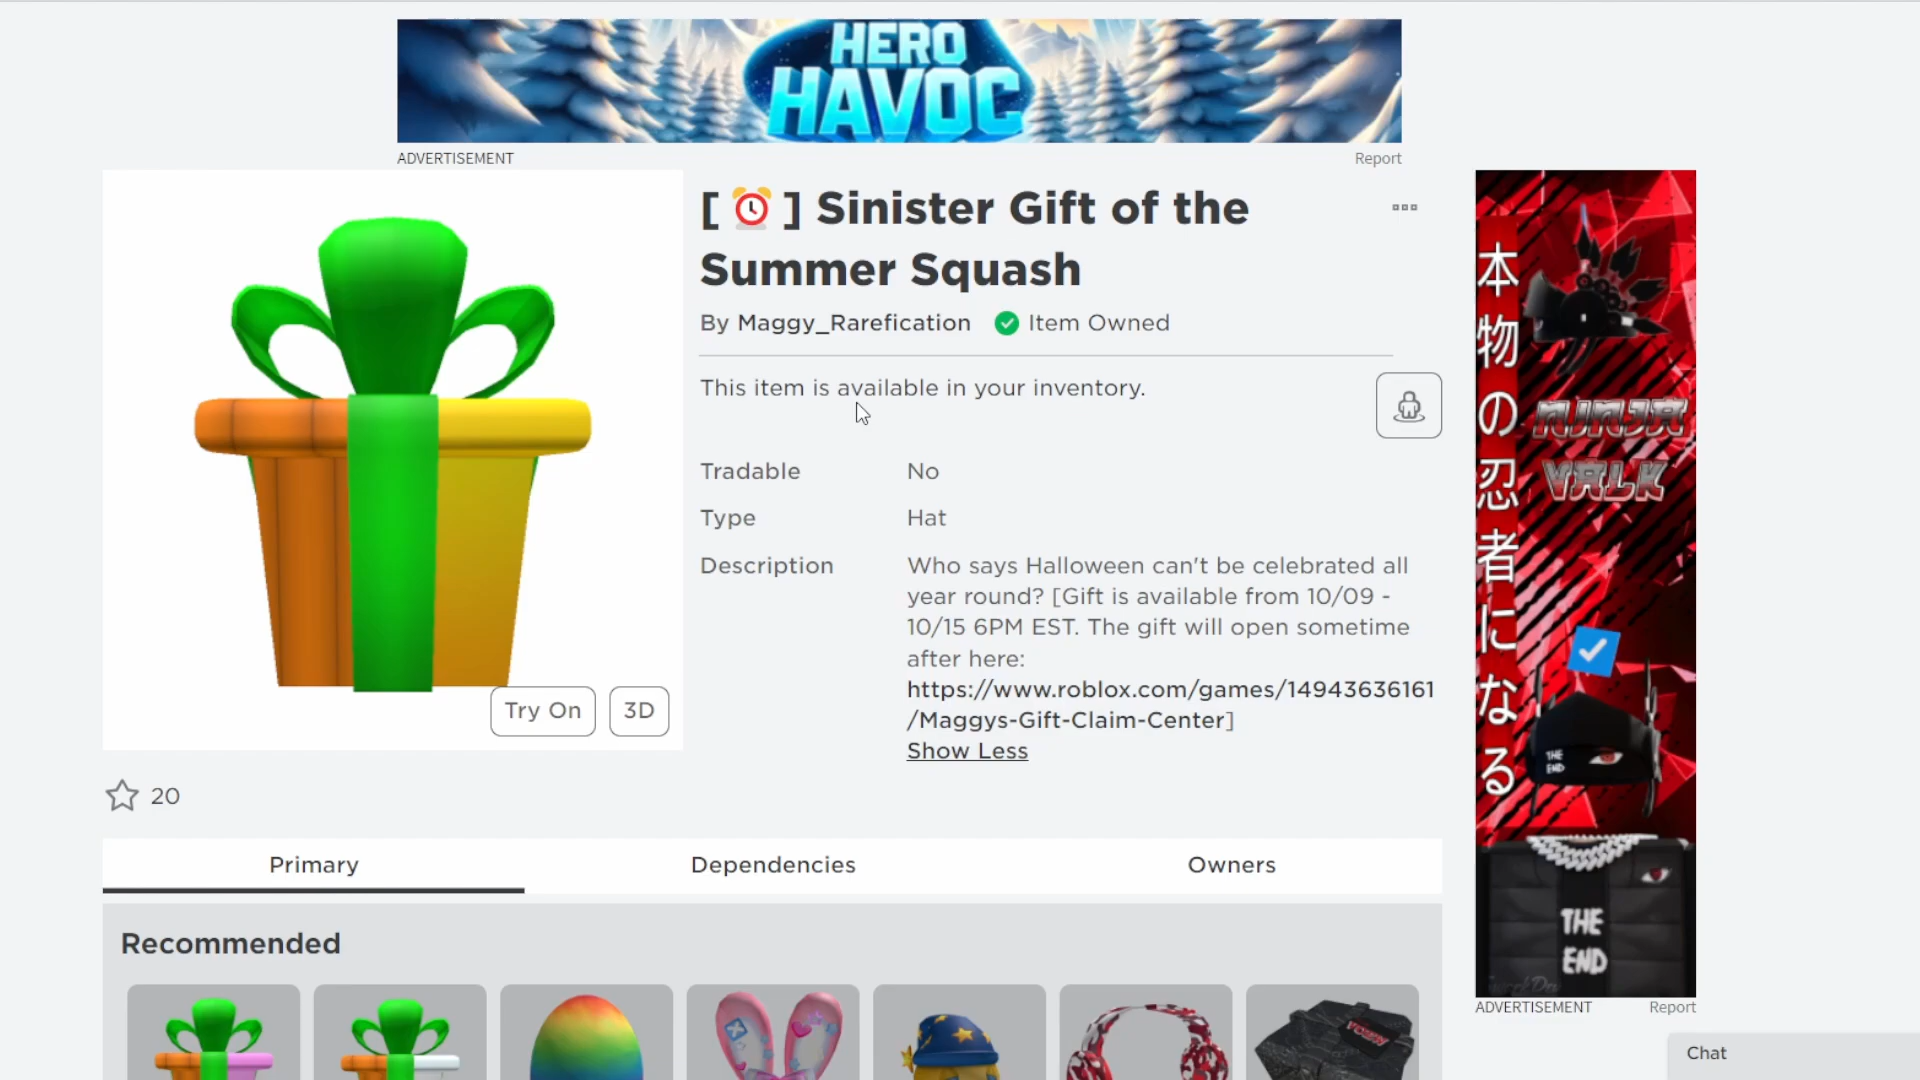 HERO
HAVOC
ADVERTISEMENT
Report
[ ⏰ ] Sinister Gift of the
Summer Squash
By Maggy_Rarefication
Item Owned
This item is available in your inventory.
Tradable
No
Type
Hat
Description
Who says Halloween can't be celebrated all
year round? [Gift is available from 10/09 -
10/15 6PM EST. The gift will open sometime
after here:
https://www.roblox.com/games/14943636161
/Maggys-Gift-Claim-Center]
Show Less
Try On
3D
20
Primary
Dependencies
Owners
Recommended
本物の忍者になる
NINJA
VALK
THE
END
THE
END
ADVERTISEMENT
Report
Chat